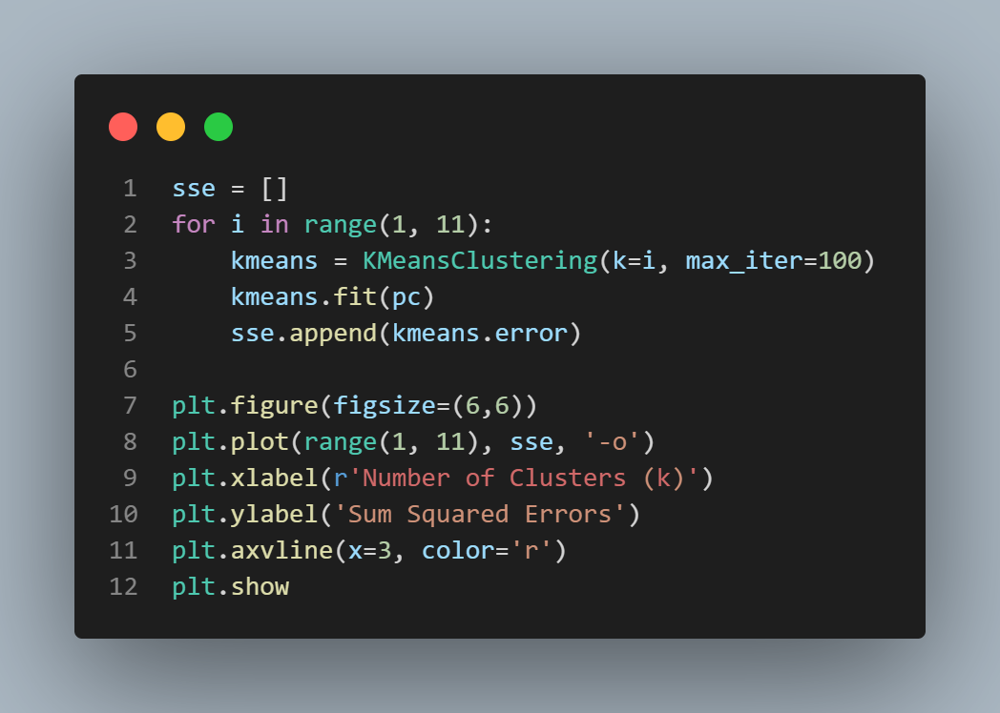 1 sse = []
2 for i in range(1, 11):
3     kmeans = KMeansClustering(k=i, max_iter=100)
4     kmeans.fit(pc)
5     sse.append(kmeans.error)
6
7 plt.figure(figsize=(6,6))
8 plt.plot(range(1, 11), sse, '-o')
9 plt.xlabel(r'Number of Clusters (k)')
10 plt.ylabel('Sum Squared Errors')
11 plt.axvline(x=3, color='r')
12 plt.show